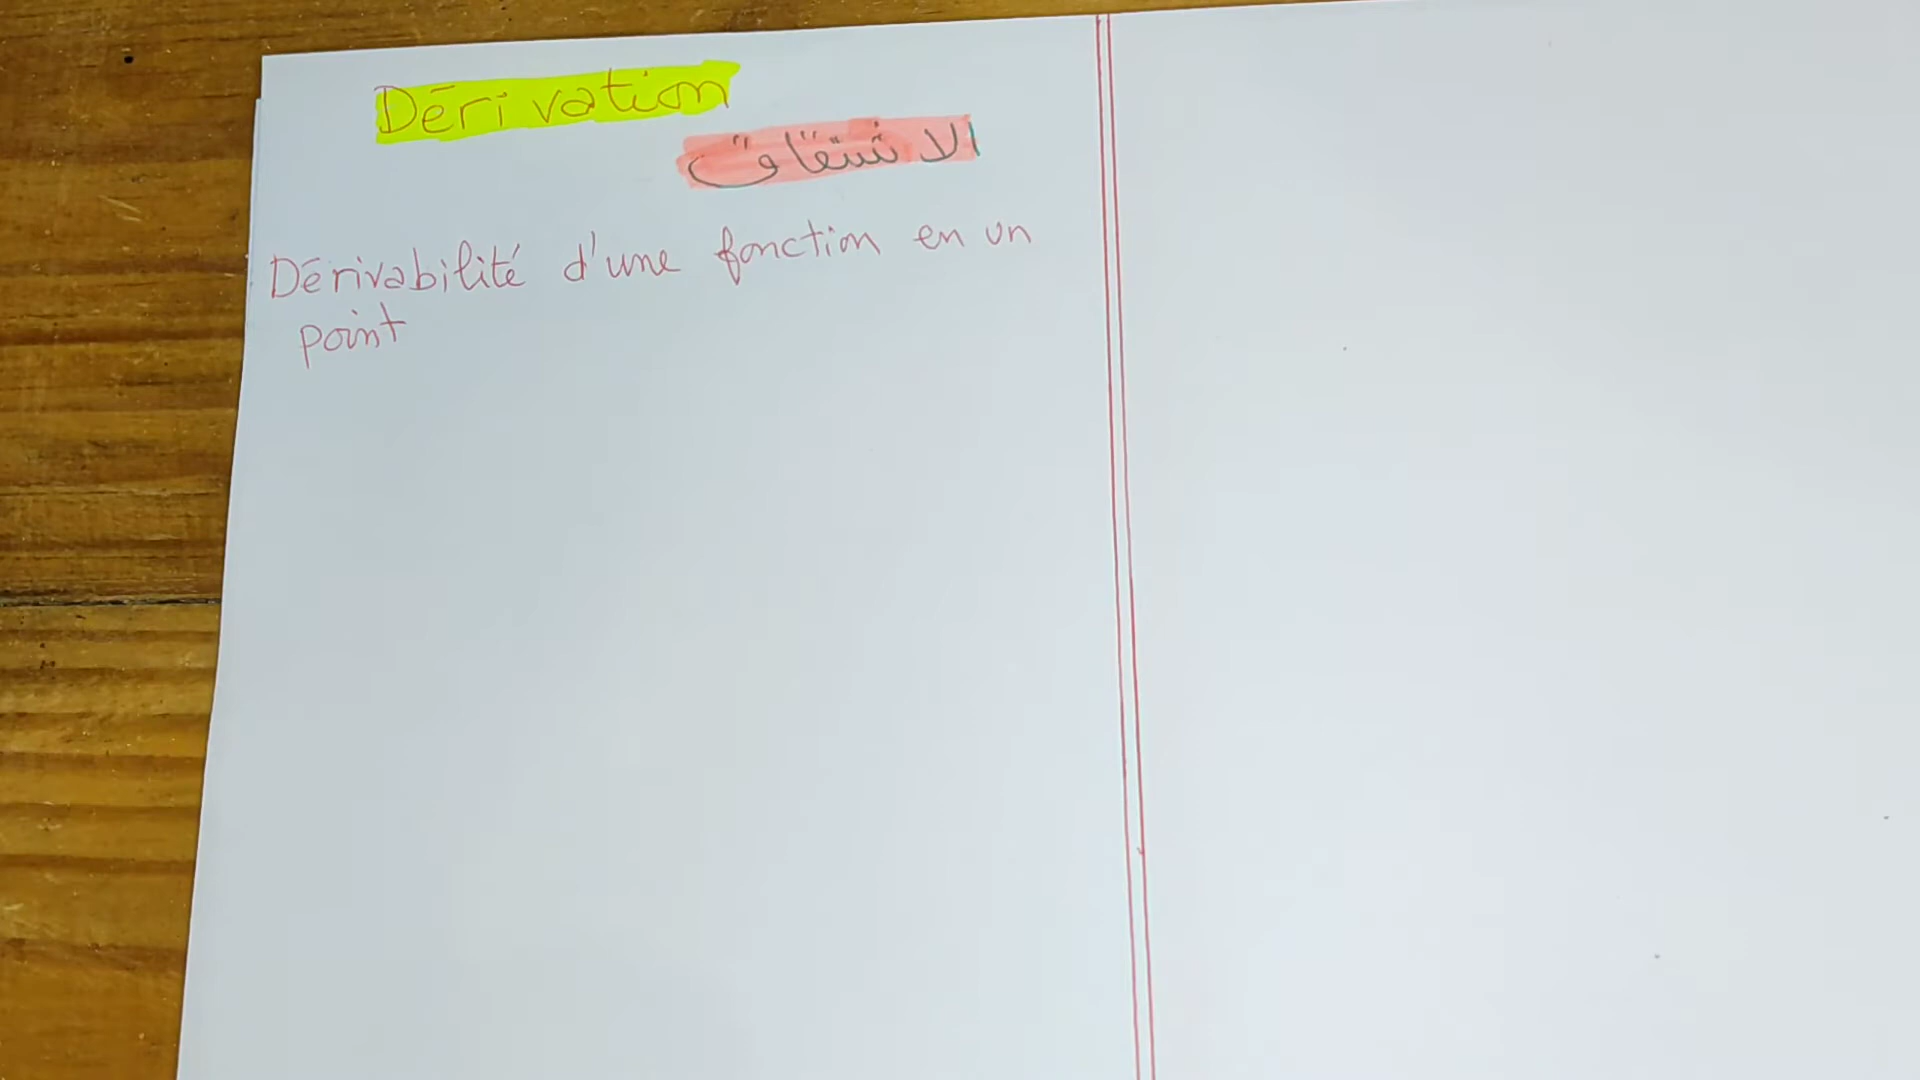 Dérivation
الاشتقاق
Dérivabilité d'une fonction en un
point